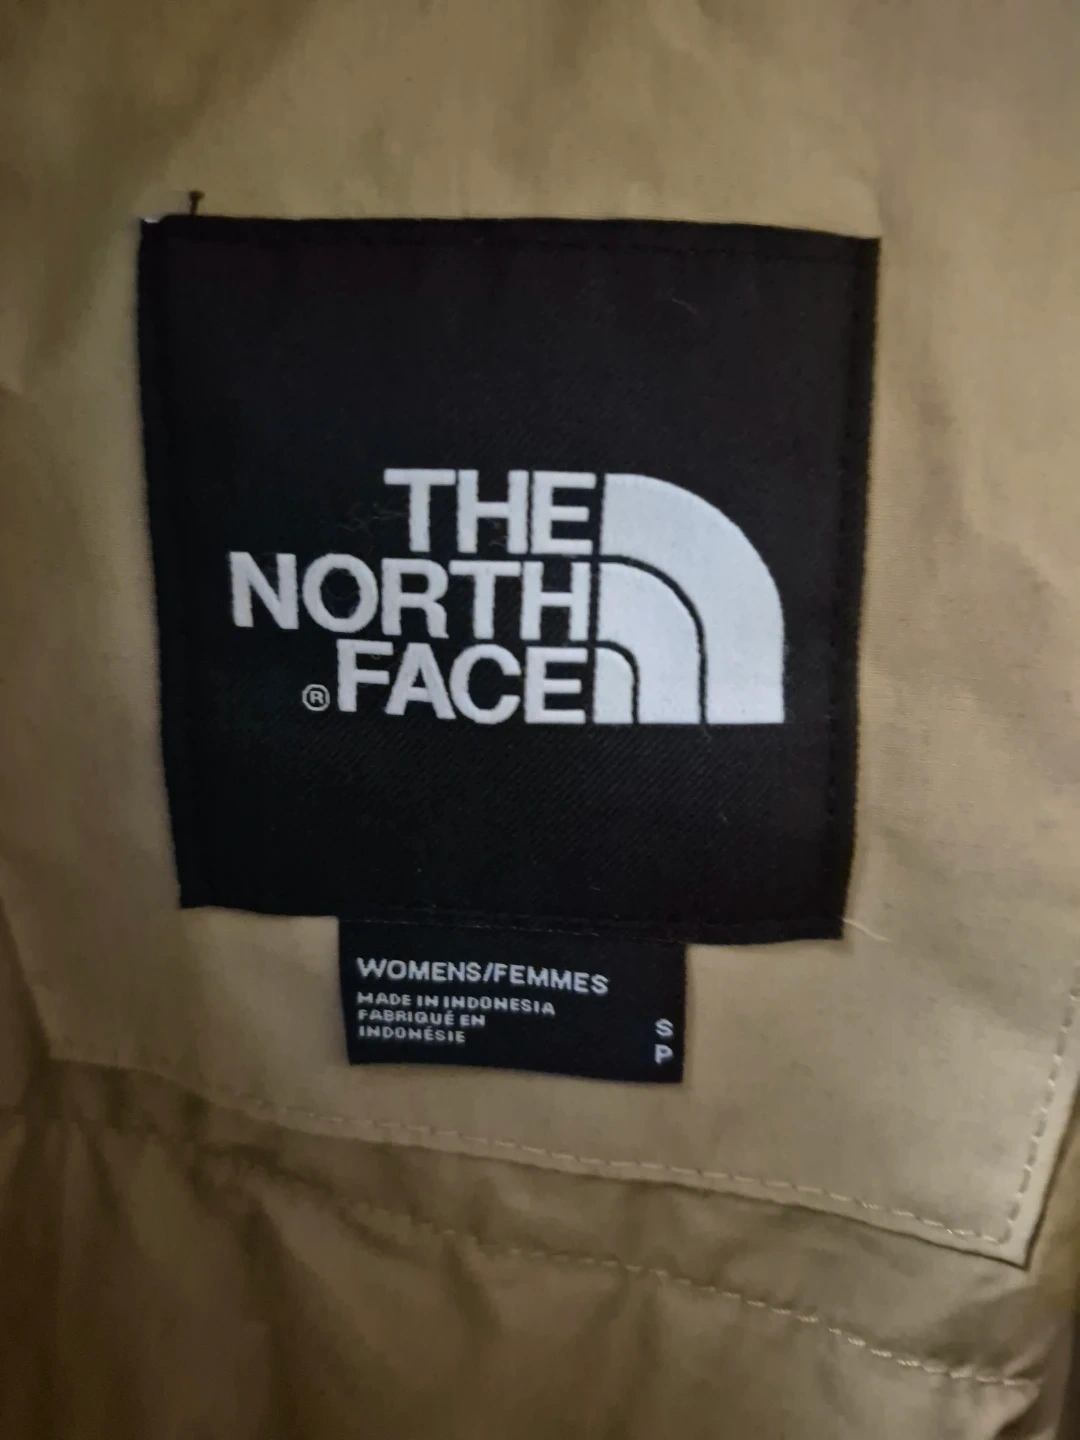 THE
NORTH
® FACE
WOMENS/FEMMES
MADE IN INDONESIA
FABRIQUÉ EN
INDONÉSIE
S
P